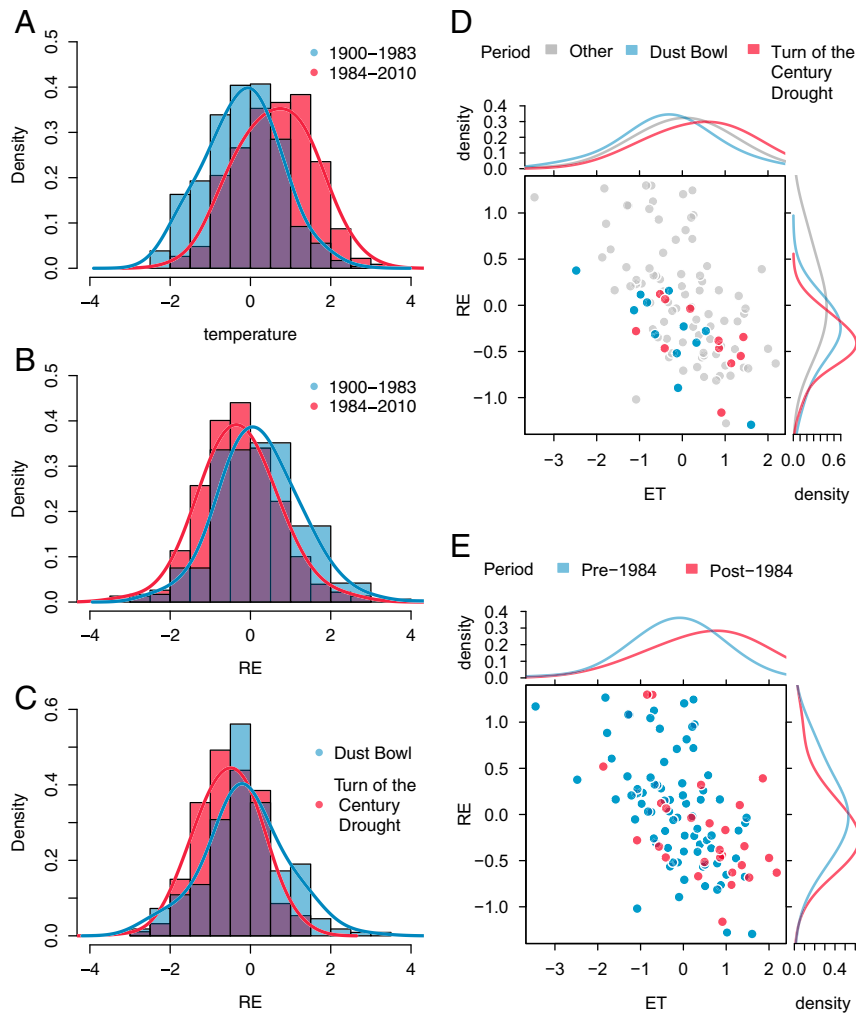 A
0.5
0.4
0.3
0.2
0.1
0.0
Density
1900−1983
1984−2010
−4 −2 0 2 4
temperature
B
0.5
0.4
0.3
0.2
0.1
0.0
Density
1900−1983
1984−2010
−4 −2 0 2 4
RE
C
0.6
0.4
0.2
0.0
Density
Dust Bowl
Turn of the
Century
Drought
−4 −2 0 2 4
RE
D
Period Other Dust Bowl Turn of the
Century
Drought
density
0.4
0.3
0.2
0.1
0.0
RE
1.0
0.5
0.0
−0.5
−1.0
−3 −2 −1 0 1 2
ET
0.0 0.6
density
E
Period Pre−1984 Post−1984
density
0.4
0.3
0.2
0.1
0.0
RE
1.0
0.5
0.0
−0.5
−1.0
−3 −2 −1 0 1 2
ET
0.0 0.4
density